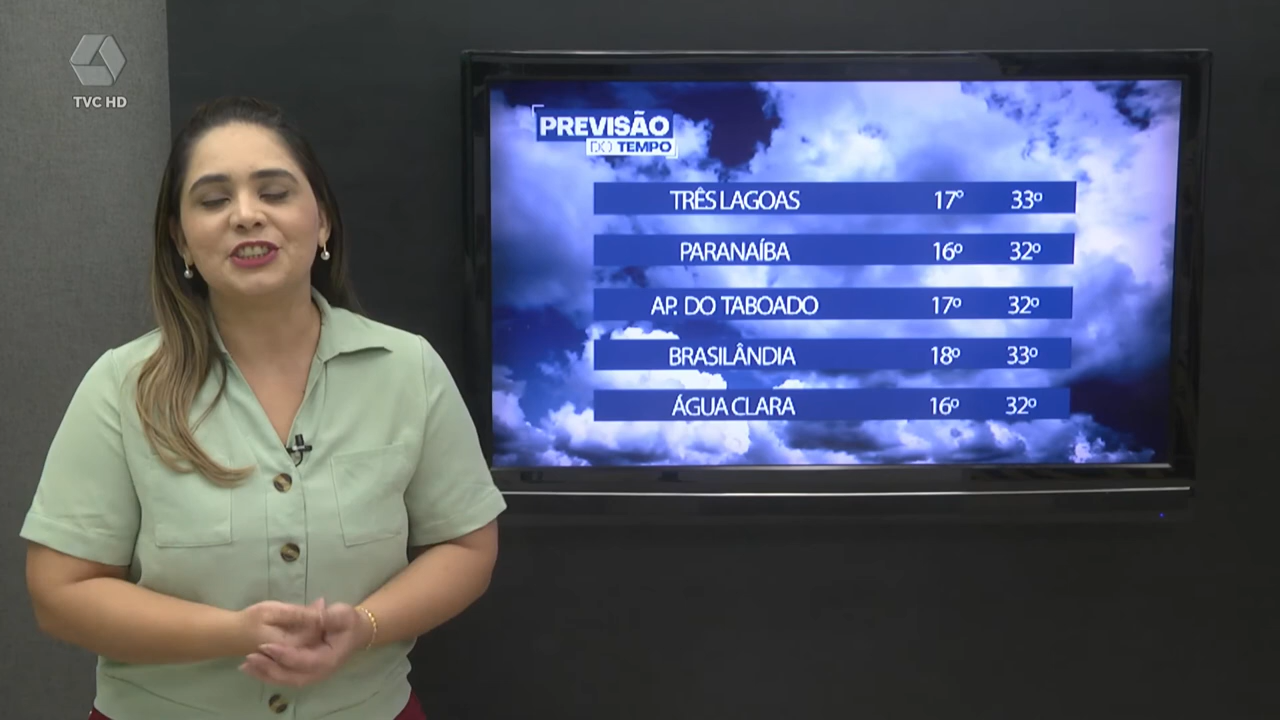 TVC HD
PREVISÃO
DO TEMPO
TRÊS LAGOAS 17º 33º
PARANAÍBA 16º 32º
AP. DO TABOADO 17º 32º
BRASILÂNDIA 18º 33º
ÁGUA CLARA 16º 32º